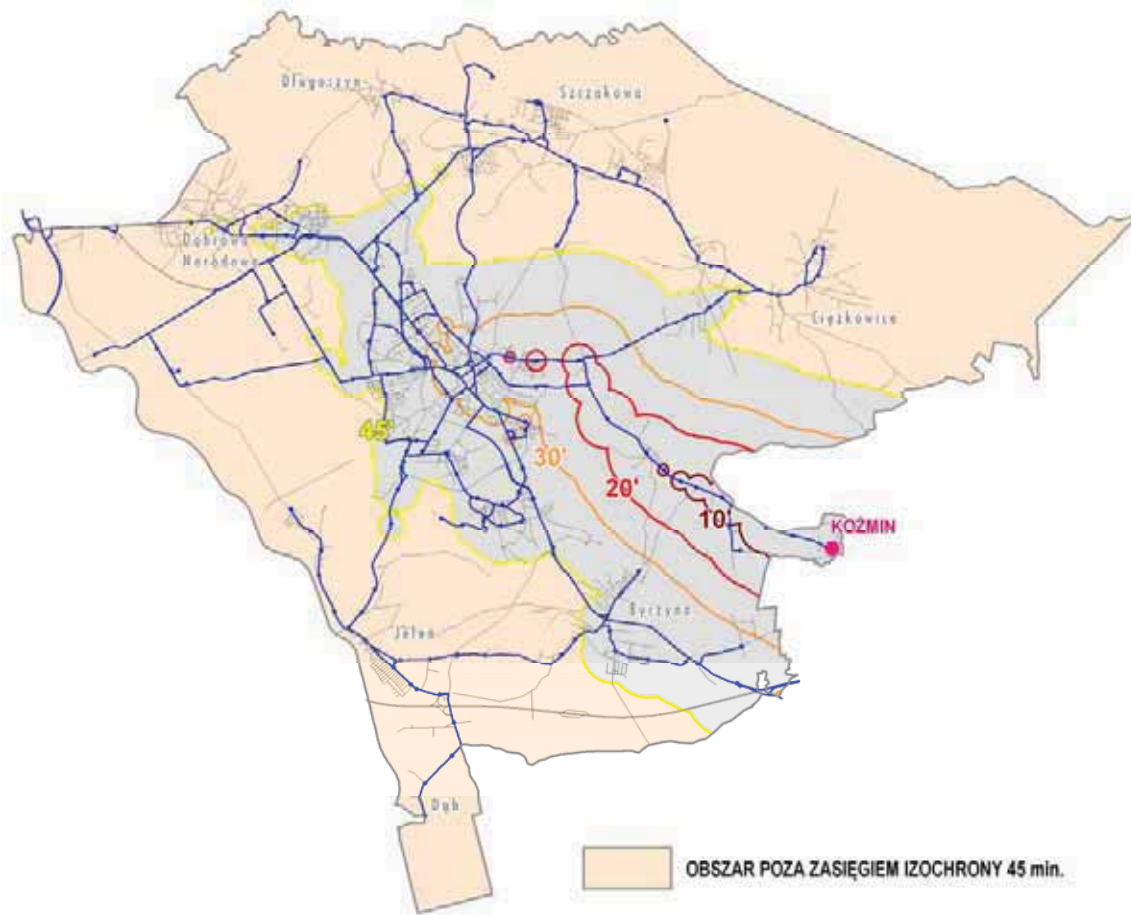 Długoszyn
Szczakowa
Dąbrowa
Narodowa
Ciężkowice
45'
30'
20'
10'
KOŹMIN
Byczyna
Jeleń
Dąb
OBSZAR POZA ZASIĘGIEM IZOCHRONY 45 min.